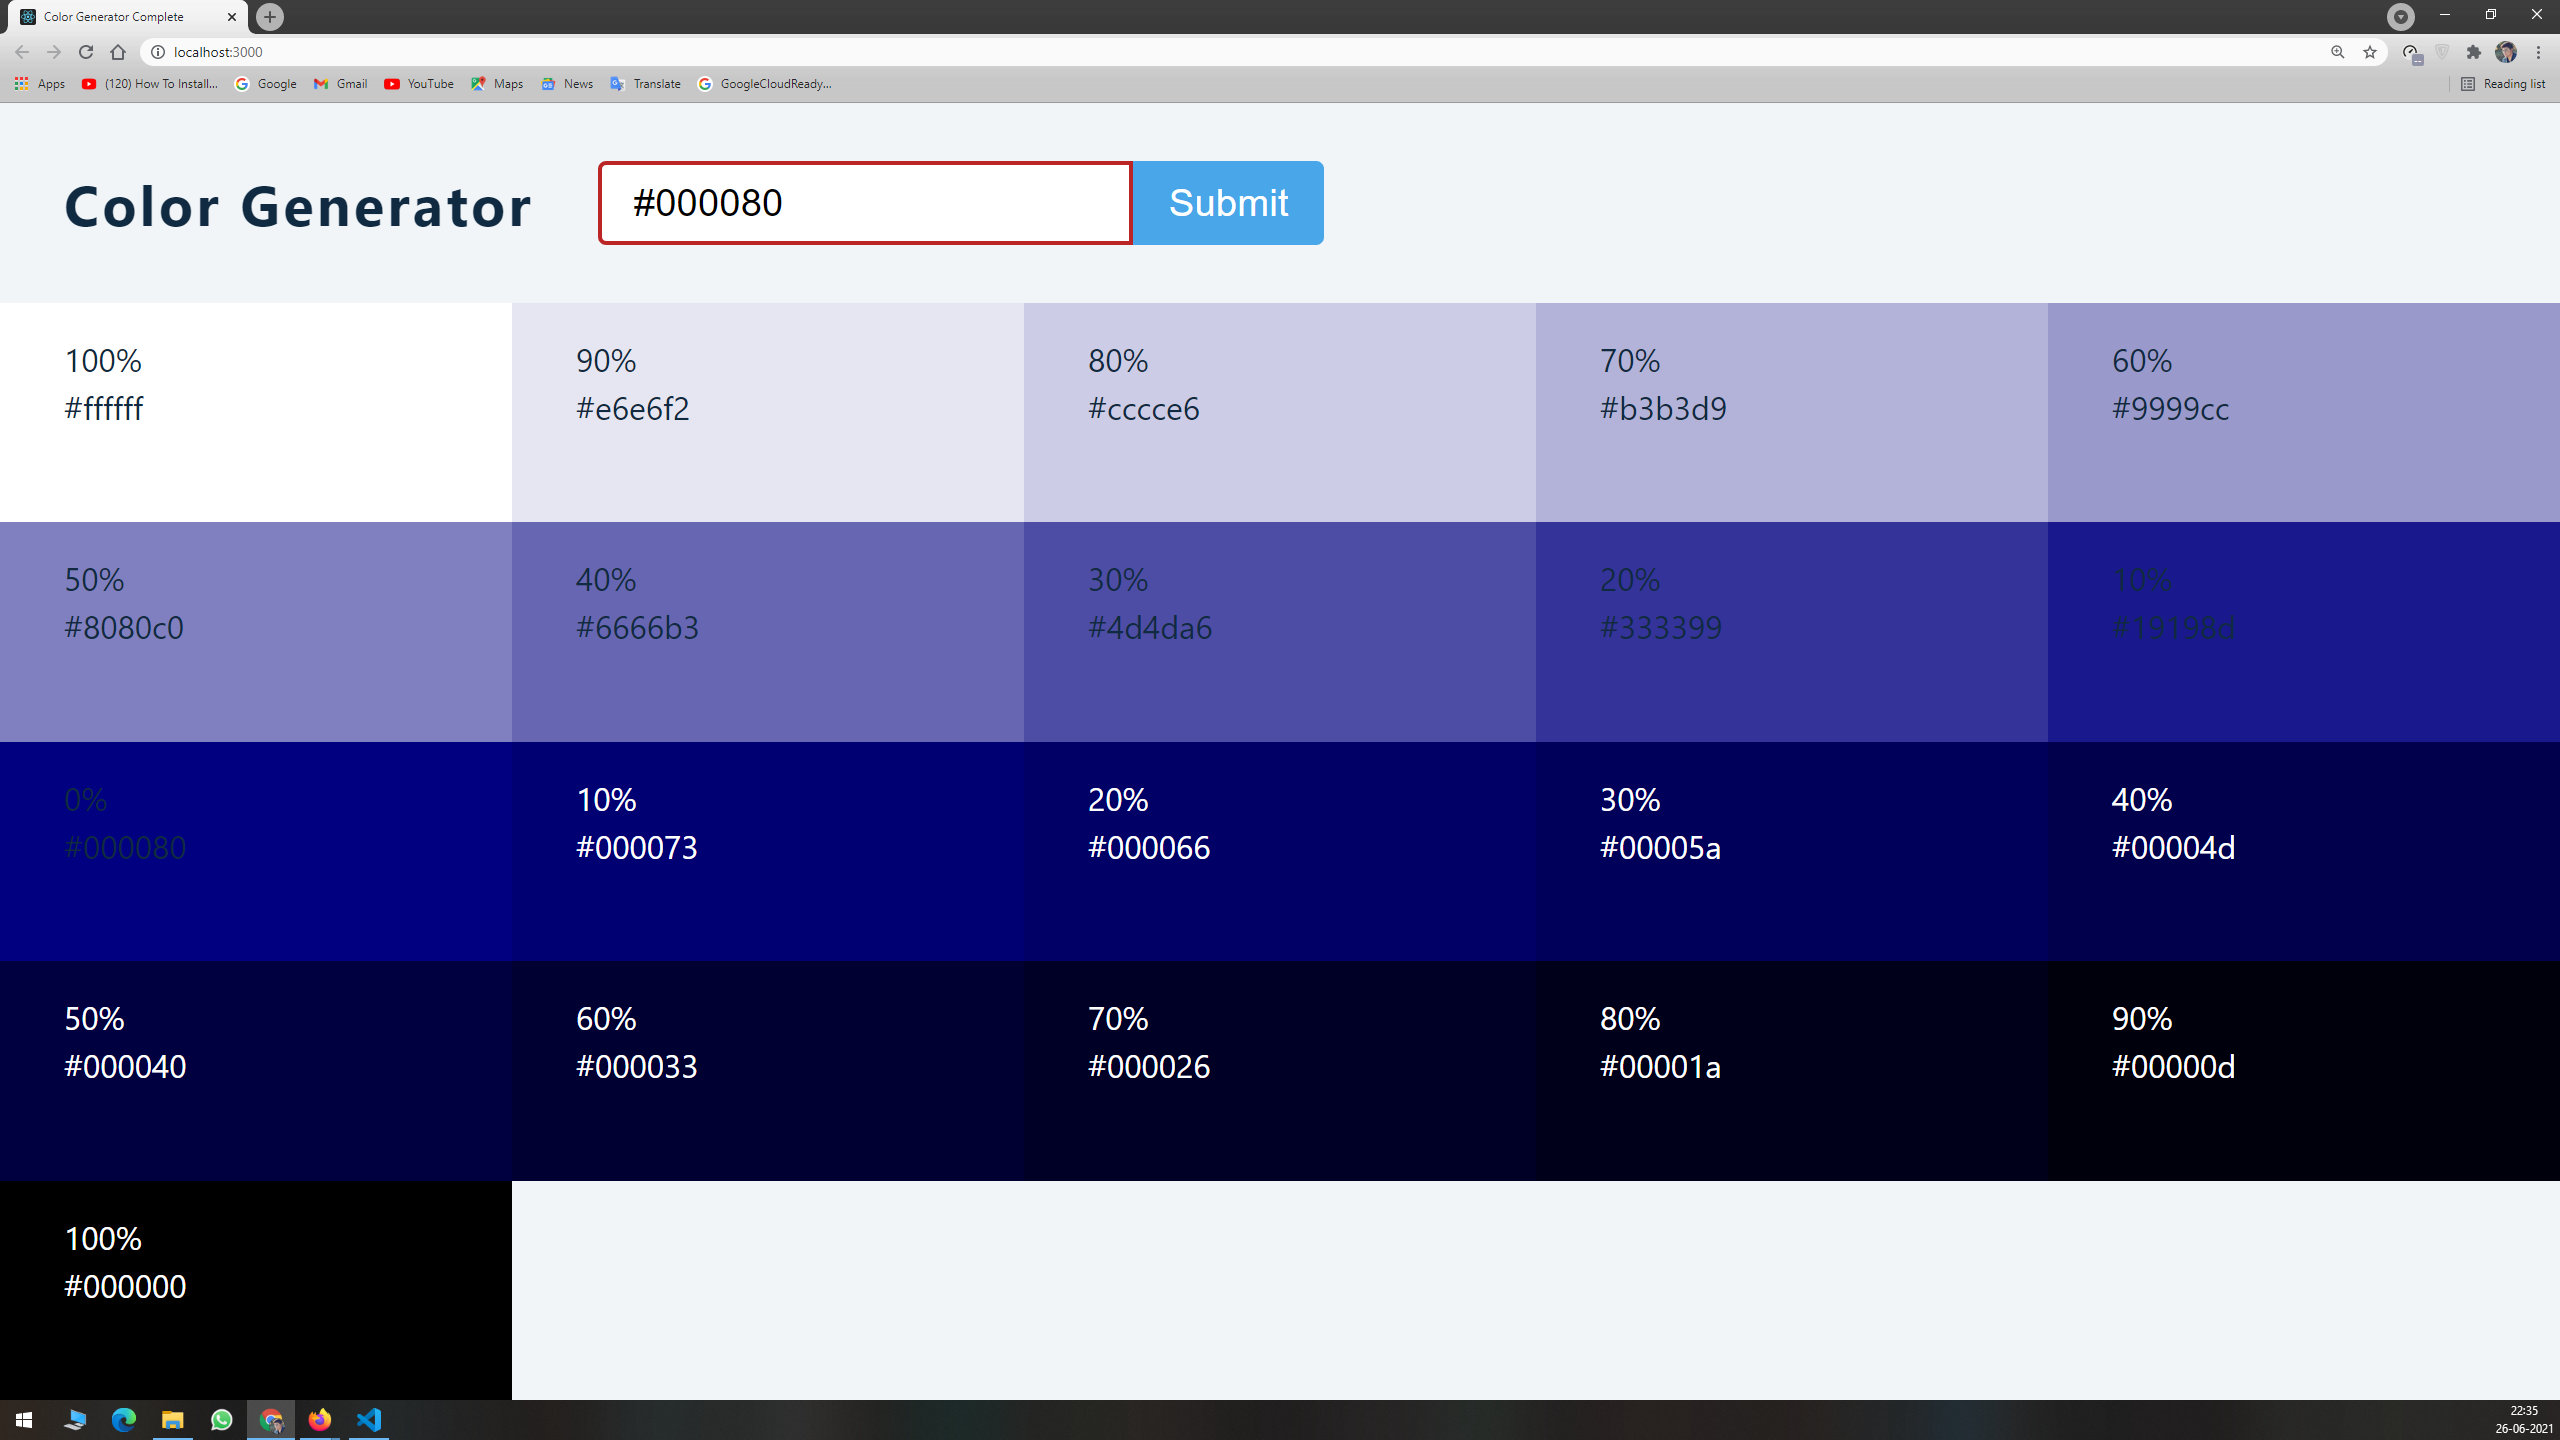 Color Generator Complete
localhost:3000
Apps (120) How To Install... Google Gmail YouTube Maps News Translate GoogleCloudReady... Reading list
Color Generator #000080 Submit
100% 90% 80% 70% 60%
#ffffff #e6e6f2 #cccce6 #b3b3d9 #9999cc
50% 40% 30% 20% 10%
#8080c0 #6666b3 #4d4da6 #333399 #19198d
0% 10% 20% 30% 40%
#000080 #000073 #000066 #00005a #00004d
50% 60% 70% 80% 90%
#000040 #000033 #000026 #00001a #00000d
100%
#000000
22:35
26-06-2021